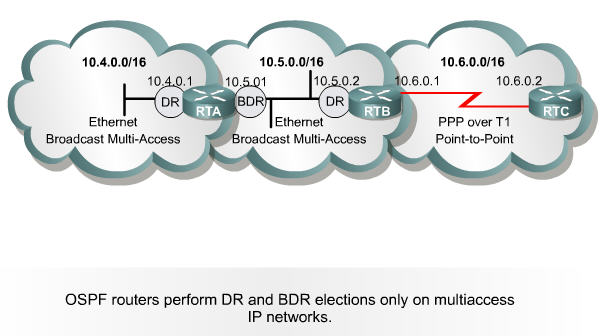 10.4.0.0/16
10.5.0.0/16
10.6.0.0/16
10.4.0.1
10.5.01
10.5.0.2
10.6.0.1
10.6.0.2
DR
RTA
BDR
DR
RTB
RTC
Ethernet
Broadcast Multi-Access
Ethernet
Broadcast Multi-Access
PPP over T1
Point-to-Point
OSPF routers perform DR and BDR elections only on multiaccess
IP networks.